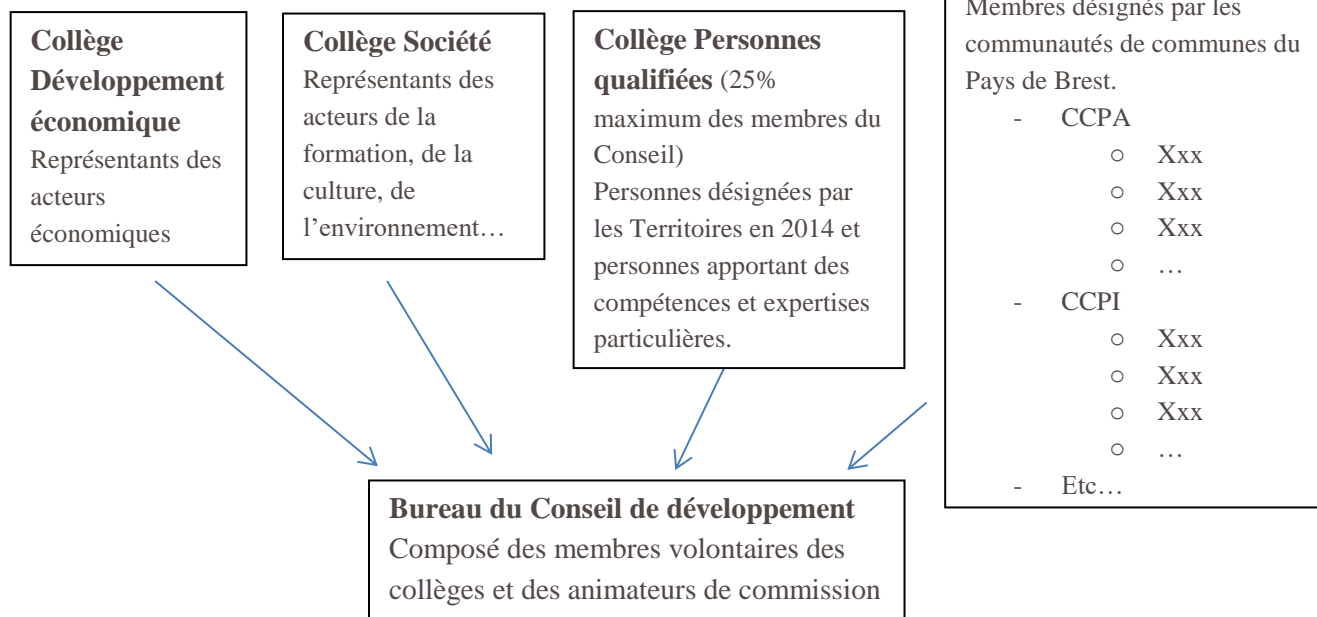 Collège
Développement
économique
Représentants des
acteurs
économiques
Collège Société
Représentants des
acteurs de la
formation, de la
culture, de
l’environnement…
Collège Personnes
qualifiées (25%
maximum des membres du
Conseil)
Personnes désignées par
les Territoires en 2014 et
personnes apportant des
compétences et expertises
particulières.
Membres désignés par les
communautés de communes du
Pays de Brest.
- CCPA
o Xxx
o Xxx
o Xxx
o …
- CCPI
o Xxx
o Xxx
o Xxx
o …
- Etc…
Bureau du Conseil de développement
Composé des membres volontaires des
collèges et des animateurs de commission